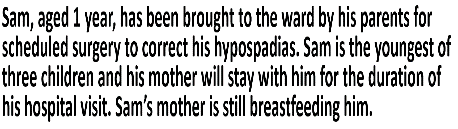 Sam, aged 1 year, has been brought to the ward by his parents for
scheduled surgery to correct his hypospadias. Sam is the youngest of
three children and his mother will stay with him for the duration of
his hospital visit. Sam's mother is still breastfeeding him.